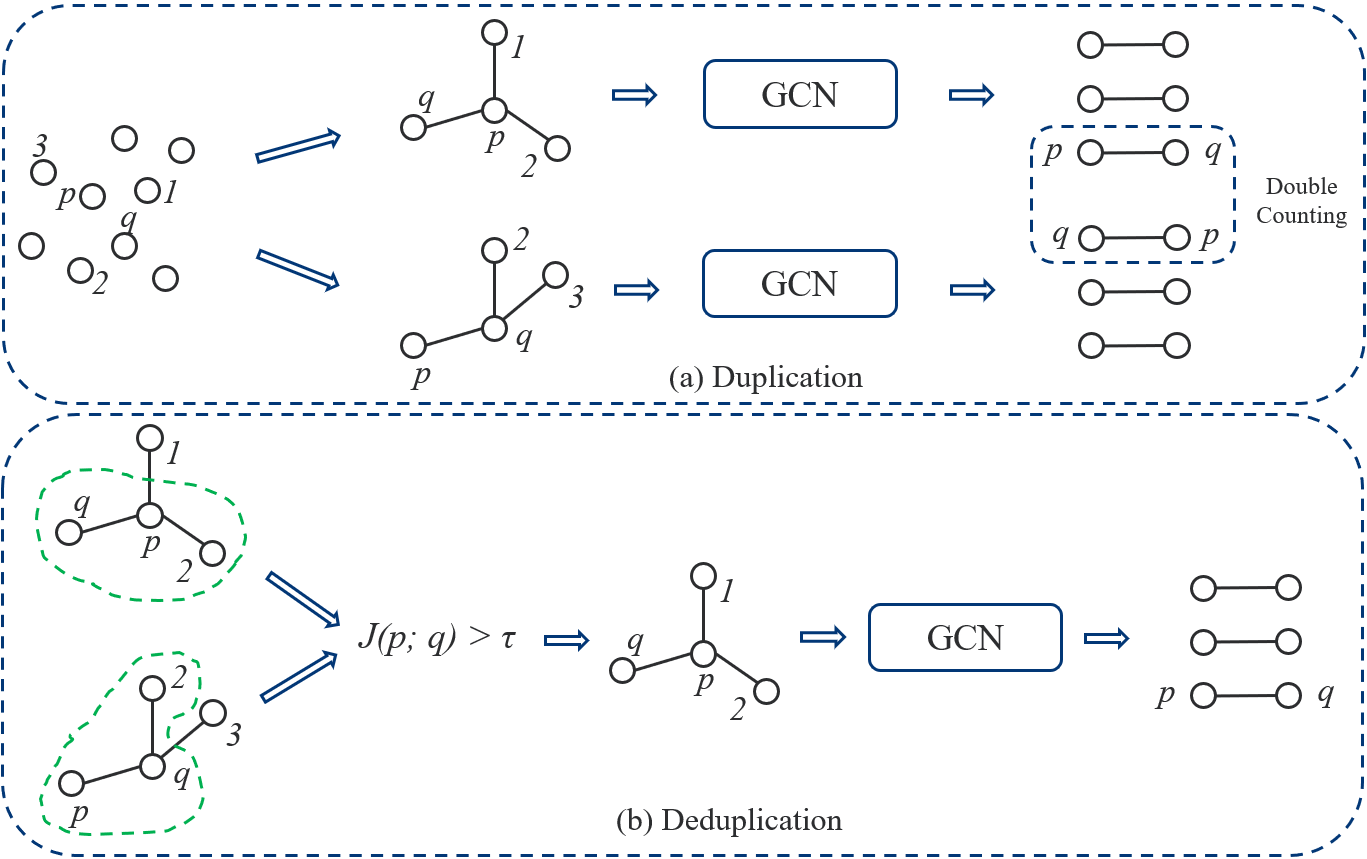 3
p
1
q
2
1
q
p
2
GCN
2
3
q
p
GCN
p
q
q
p
Double
Counting
(a) Duplication
1
q
p
2
2
3
q
p
J(p; q) > τ
1
q
p
2
GCN
p
q
(b) Deduplication